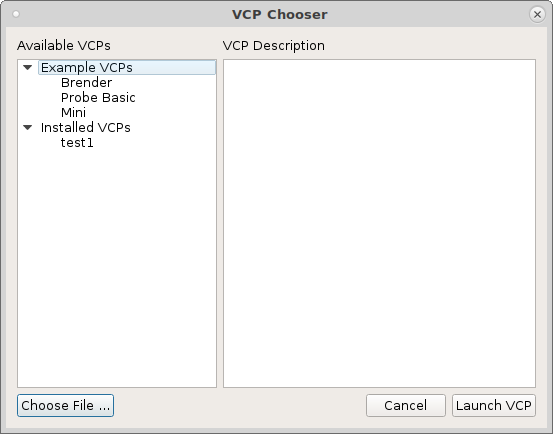 VCP Chooser
Available VCPs
VCP Description
Example VCPs
Brender
Probe Basic
Mini
Installed VCPs
test1
Choose File ...
Cancel
Launch VCP